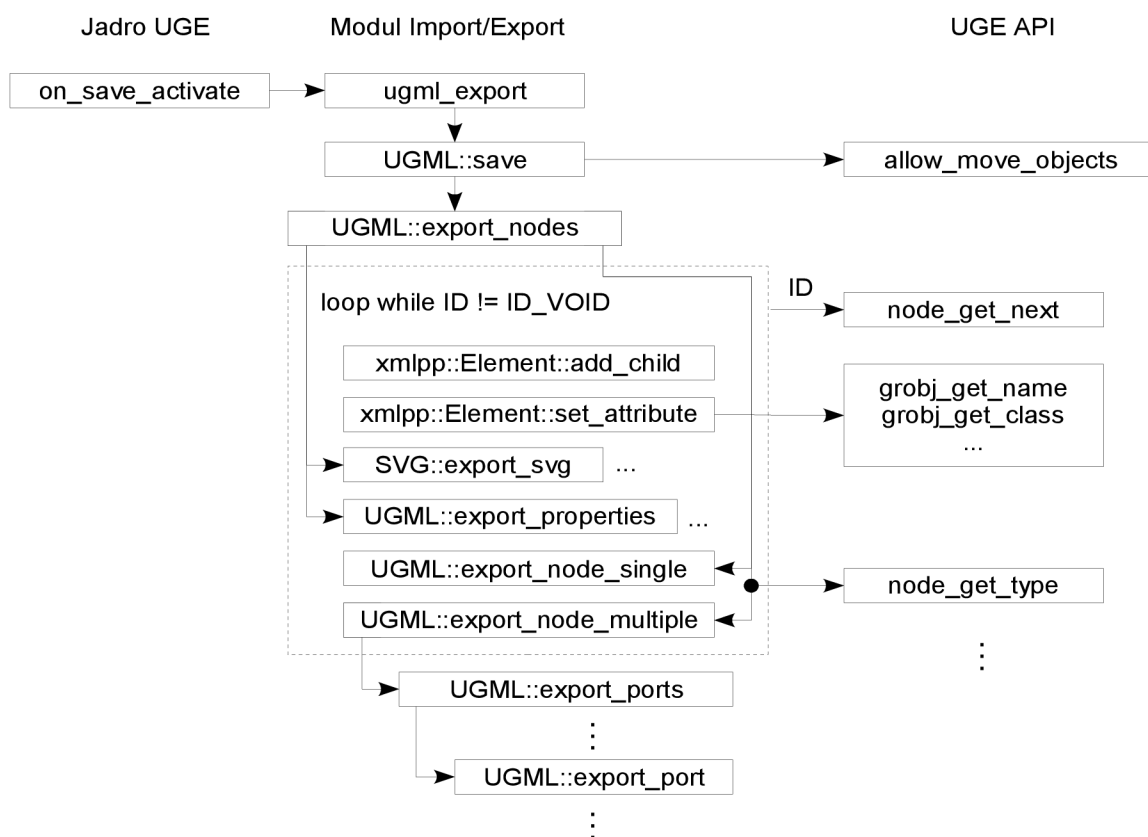 Jadro UGE
Modul Import/Export
UGE API
on_save_activate
ugml_export
UGML::save
allow_move_objects
UGML::export_nodes
loop while ID != ID_VOID
ID
node_get_next
xmlpp::Element::add_child
xmlpp::Element::set_attribute
grobj_get_name
grobj_get_class
...
SVG::export_svg
...
UGML::export_properties
...
UGML::export_node_single
node_get_type
UGML::export_node_multiple
UGML::export_ports
UGML::export_port